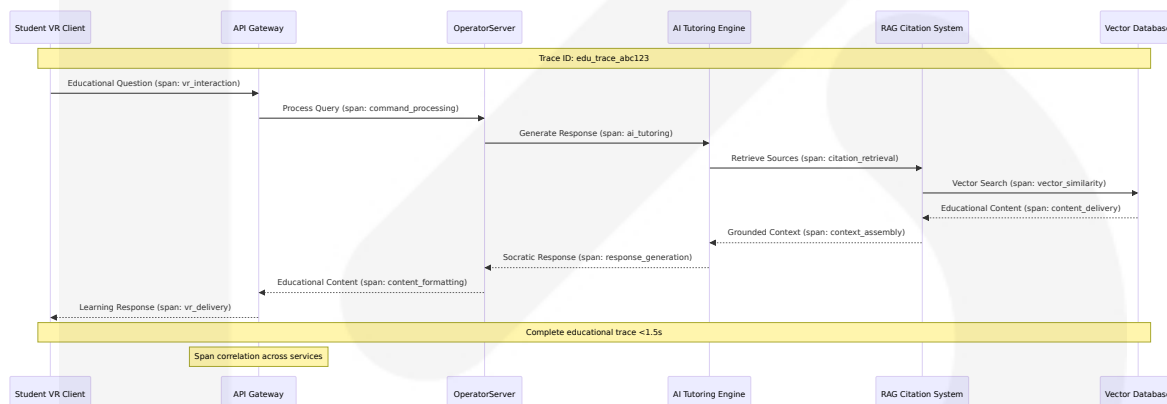 Student VR Client
API Gateway
OperatorServer
AI Tutoring Engine
RAG Citation System
Vector Database
Trace ID: edu_trace_abc123
Educational Question (span: vr_interaction)
Process Query (span: command_processing)
Generate Response (span: ai_tutoring)
Retrieve Sources (span: citation_retrieval)
Vector Search (span: vector_similarity)
Educational Content (span: content_delivery)
Grounded Context (span: context_assembly)
Socratic Response (span: response_generation)
Educational Content (span: content_formatting)
Learning Response (span: vr_delivery)
Complete educational trace <1.5s
Span correlation across services
Student VR Client
API Gateway
OperatorServer
AI Tutoring Engine
RAG Citation System
Vector Database